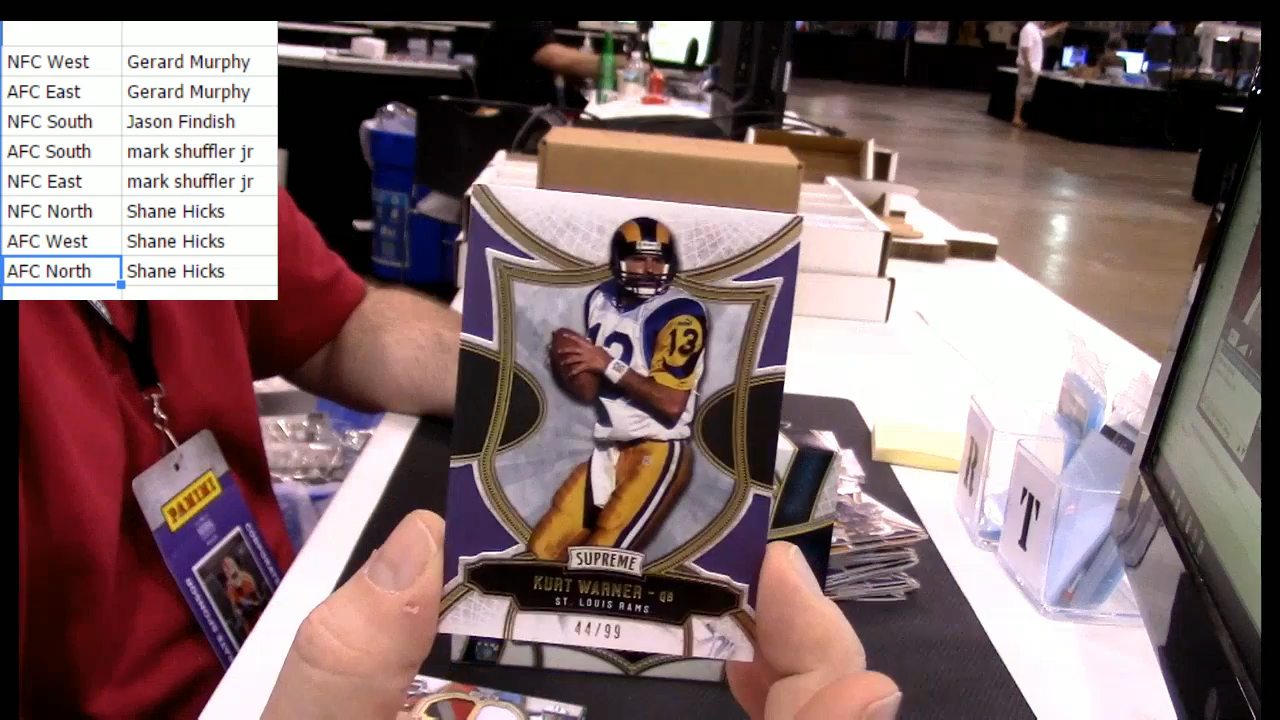 NFC West Gerard Murphy
AFC East Gerard Murphy
NFC South Jason Findish
AFC South mark shuffler jr
NFC East mark shuffler jr
NFC North Shane Hicks
AFC West Shane Hicks
AFC North Shane Hicks
13
PANINI
R
T
SUPREME
KURT WARNER - QB
ST. LOUIS RAMS
44/99